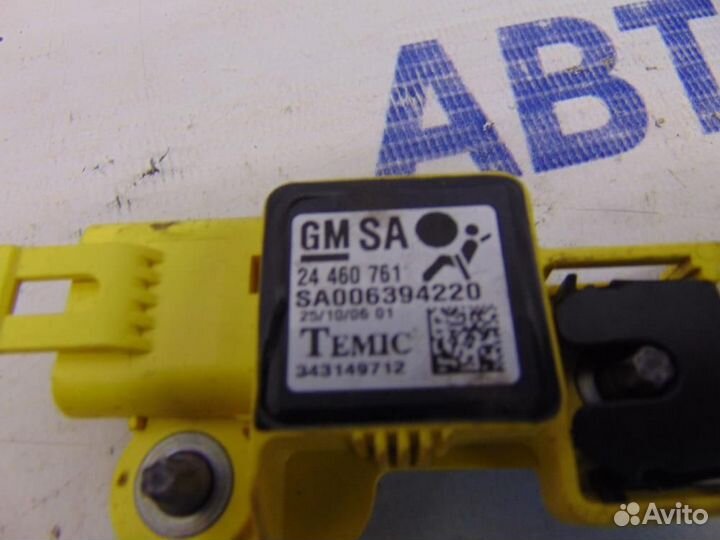 АВТ
GM SA
24 460 761
SA006394220
25/10/06 01
TEMIC
343149712
Avito